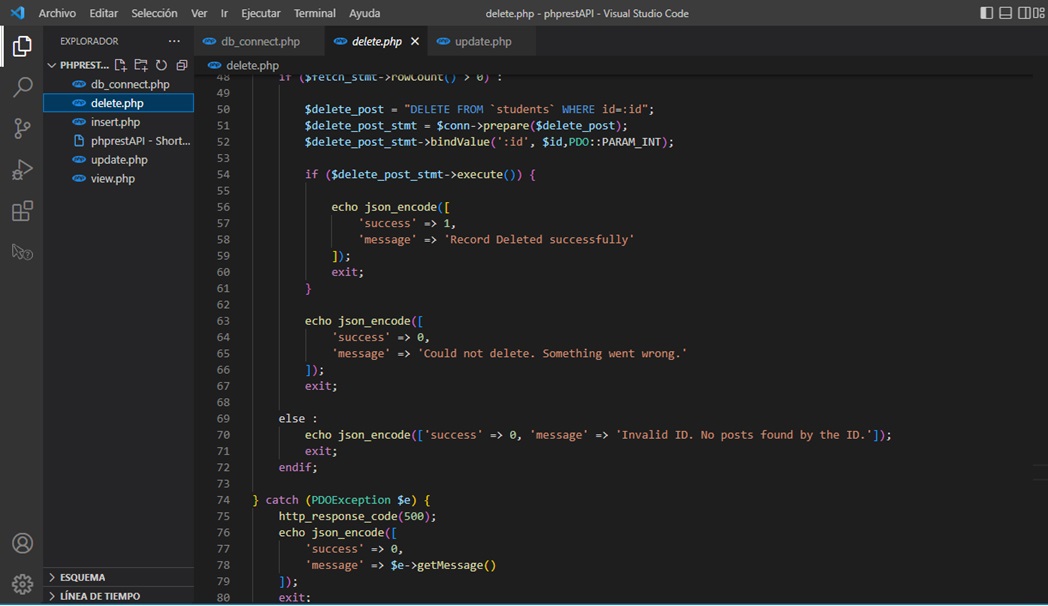 Archivo Editar Selección Ver Ir Ejecutar Terminal Ayuda delete.php - phprestAPI - Visual Studio Code
EXPLORADOR ...
PHPREST...
db_connect.php
delete.php
insert.php
phprestAPI - Short...
update.php
view.php
ESQUEMA
LÍNEA DE TIEMPO
db_connect.php delete.php update.php
delete.php
48 if ($fetch_stmt->rowCount() > 0) :
49
50 $delete_post = "DELETE FROM `students` WHERE id=:id";
51 $delete_post_stmt = $conn->prepare($delete_post);
52 $delete_post_stmt->bindValue(':id', $id,PDO::PARAM_INT);
53
54 if ($delete_post_stmt->execute()) {
55
56 echo json_encode([
57 'success' => 1,
58 'message' => 'Record Deleted successfully'
59 ]);
60 exit;
61 }
62
63 echo json_encode([
64 'success' => 0,
65 'message' => 'Could not delete. Something went wrong.'
66 ]);
67 exit;
68
69 else :
70 echo json_encode(['success' => 0, 'message' => 'Invalid ID. No posts found by the ID.']);
71 exit;
72 endif;
73
74 } catch (PDOException $e) {
75 http_response_code(500);
76 echo json_encode([
77 'success' => 0,
78 'message' => $e->getMessage()
79 ]);
80 exit;